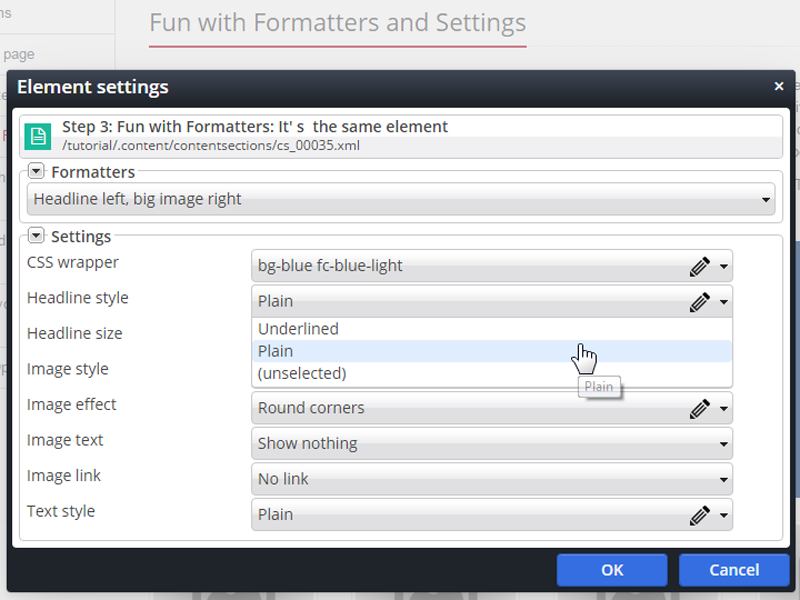 Fun with Formatters and Settings
page
Element settings
×
Step 3: Fun with Formatters: It' s  the same element
/tutorial/.content/contentsections/cs_00035.xml
Formatters
Headline left, big image right
Settings
CSS wrapper
bg-blue fc-blue-light
Headline style
Plain
Underlined
Headline size
Plain
Image style
(unselected)
Plain
Image effect
Round corners
Image text
Show nothing
Image link
No link
Text style
Plain
OK
Cancel